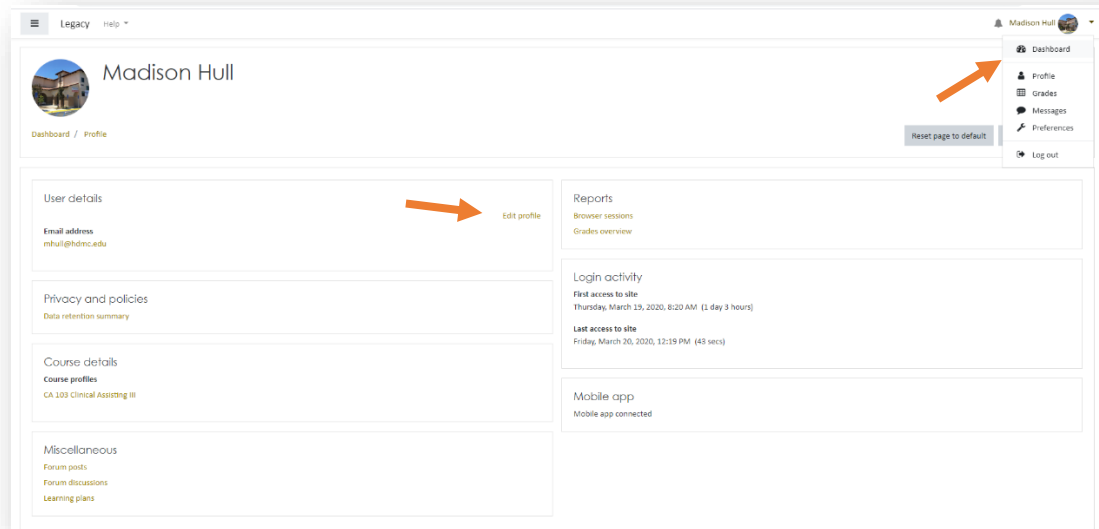 Legacy Help
Madison Hull
Dashboard
Profile
Grades
Messages
Preferences
Log out
Madison Hull
Dashboard / Profile
Reset page to default
User details
Edit profile
Email address
mhull@hdmc.edu
Privacy and policies
Data retention summary
Course details
Course profiles
CA 103 Clinical Assisting III
Miscellaneous
Forum posts
Forum discussions
Learning plans
Reports
Browser sessions
Grades overview
Login activity
First access to site
Thursday, March 19, 2020, 8:20 AM (1 day 3 hours)
Last access to site
Friday, March 20, 2020, 12:19 PM (43 secs)
Mobile app
Mobile app connected